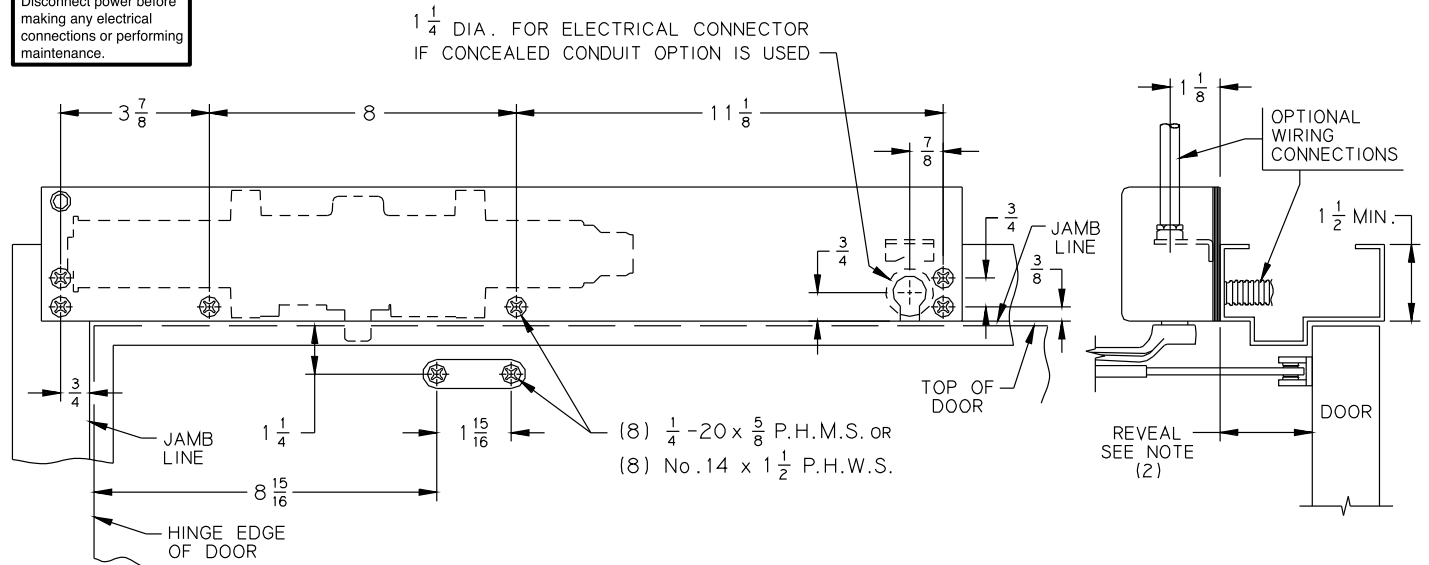 Disconnect power before
making any electrical
connections or performing
maintenance.
1 1/4 DIA. FOR ELECTRICAL CONNECTOR
IF CONCEALED CONDUIT OPTION IS USED
3 7/8
8
11 1/8
7/8
1 1/8
OPTIONAL
WIRING
CONNECTIONS
3/4
3/4
JAMB
LINE
3/8
1 1/2 MIN.
3/4
JAMB
LINE
1 1/4
1 15/16
(8) 1/4 -20 x 5/8 P.H.M.S. OR
(8) No.14 x 1 1/2 P.H.W.S.
TOP OF
DOOR
DOOR
REVEAL
SEE NOTE
(2)
8 15/16
HINGE EDGE
OF DOOR